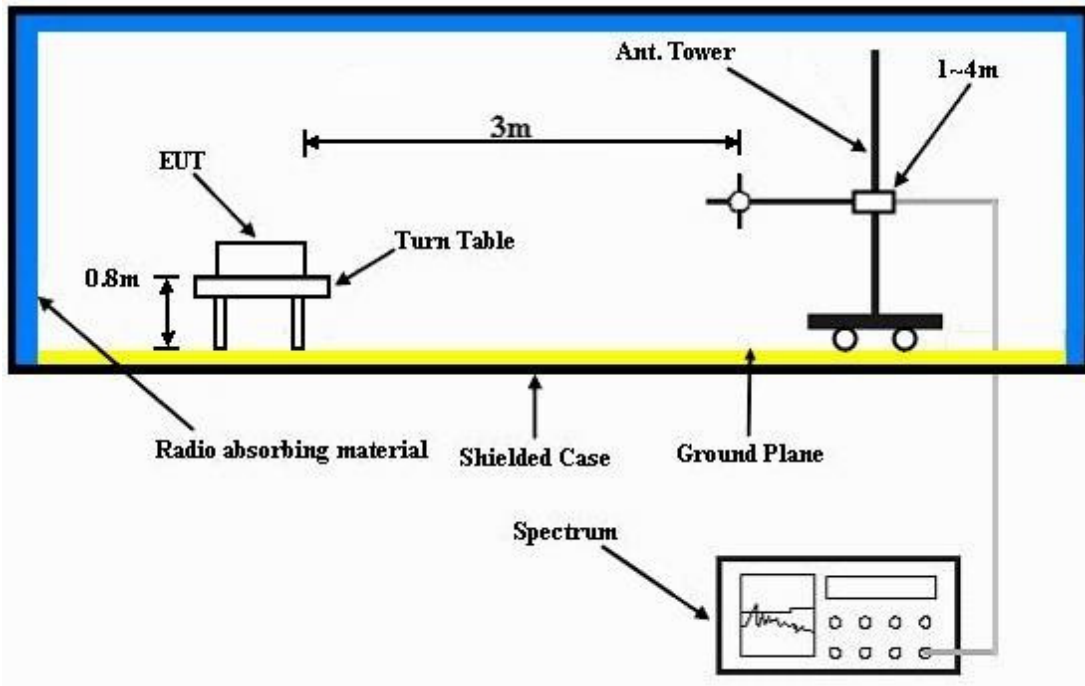 Ant. Tower
1~4m
3m
EUT
Turn Table
0.8m
Radio absorbing material
Shielded Case
Ground Plane
Spectrum